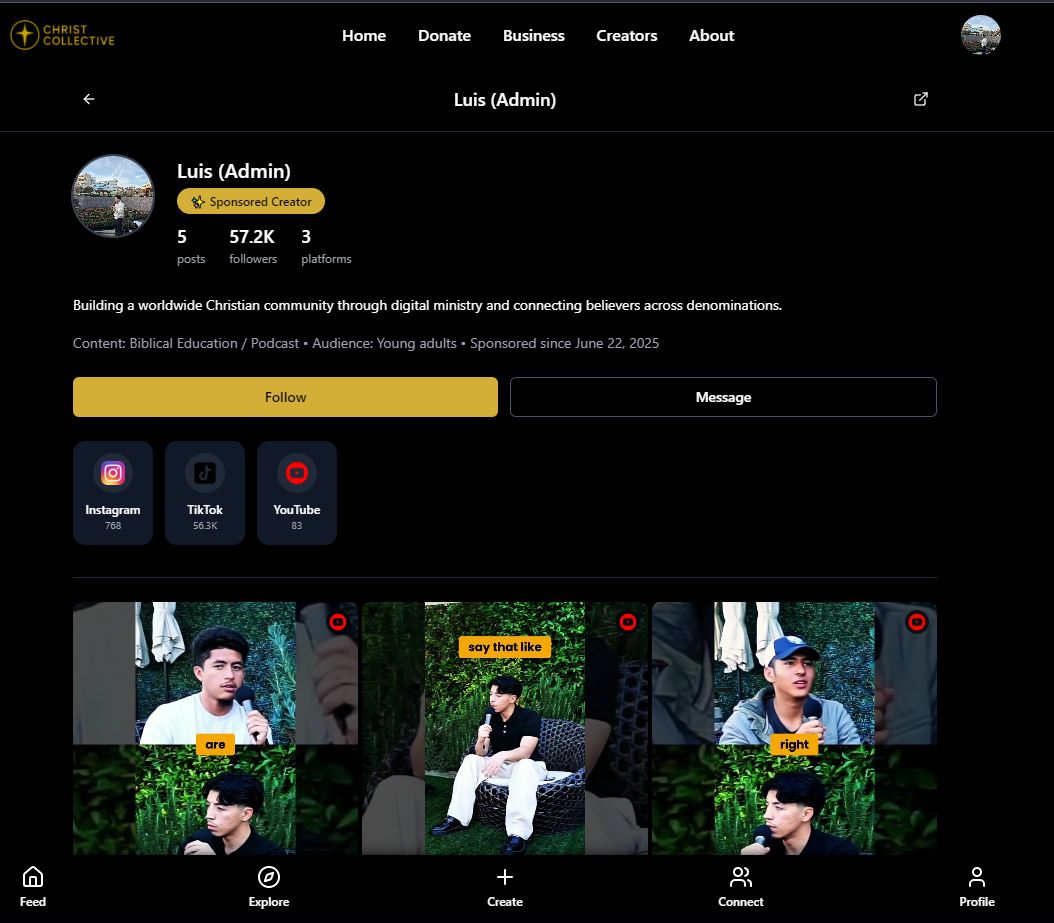 CHRIST
COLLECTIVE
Home Donate Business Creators About
Luis (Admin)
Luis (Admin)
Sponsored Creator
5 57.2K 3
posts followers platforms
Building a worldwide Christian community through digital ministry and connecting believers across denominations.
Content: Biblical Education / Podcast • Audience: Young adults • Sponsored since June 22, 2025
Follow Message
Instagram TikTok YouTube
768 56.3K 83
say that like
are right
Feed Explore Create Connect Profile